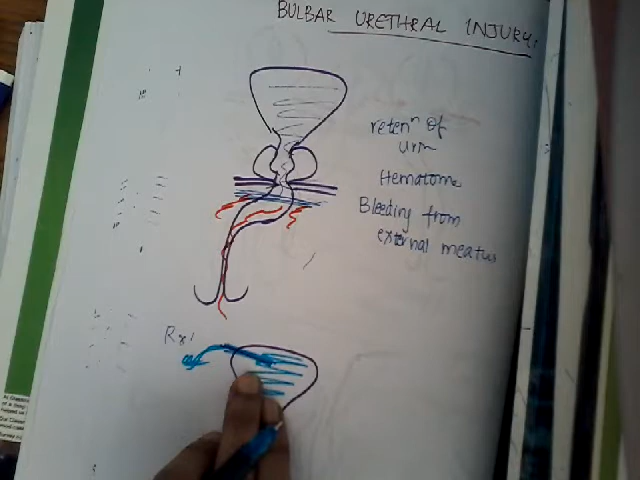 BULBAR URETHRAL INJURY.
retenⁿ of
urin
Hematome
Bleeding from
external meatus
Rx'